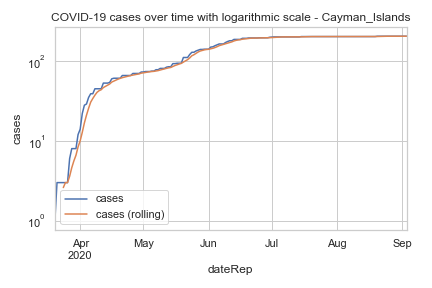 COVID-19 cases over time with logarithmic scale - Cayman_Islands
cases
10²
10¹
10⁰
cases
cases (rolling)
Apr
2020
May
Jun
Jul
Aug
Sep
dateRep